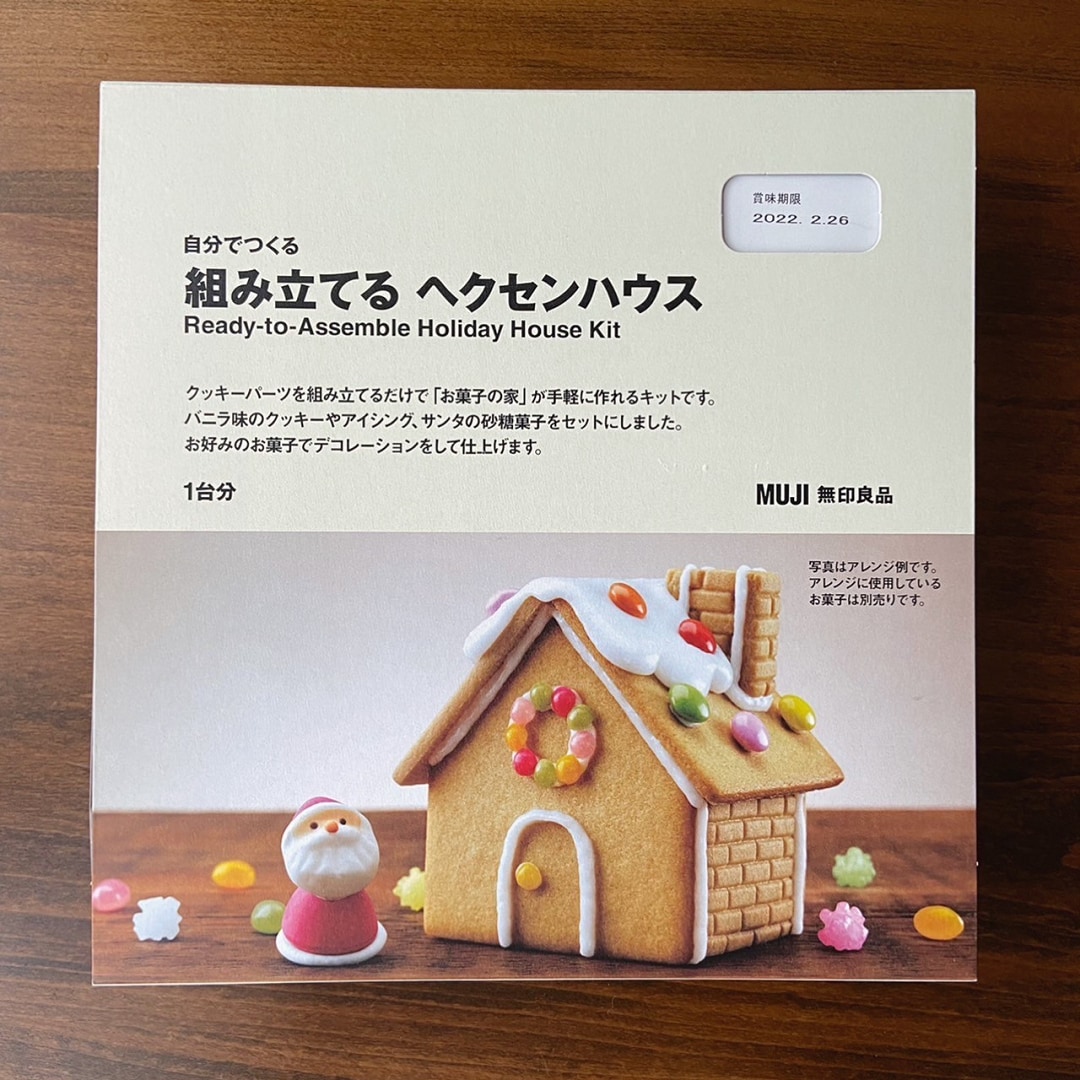 賞味期限
2022. 2.26
自分でつくる
組み立てる ヘクセンハウス
Ready-to-Assemble Holiday House Kit
クッキーパーツを組み立てるだけで「お菓子の家」が手軽に作れるキットです。
バニラ味のクッキーやアイシング、サンタの砂糖菓子をセットにしました。
お好みのお菓子でデコレーションをして仕上げます。
1台分
MUJI 無印良品
写真はアレンジ例です。
アレンジに使用している
お菓子は別売りです。